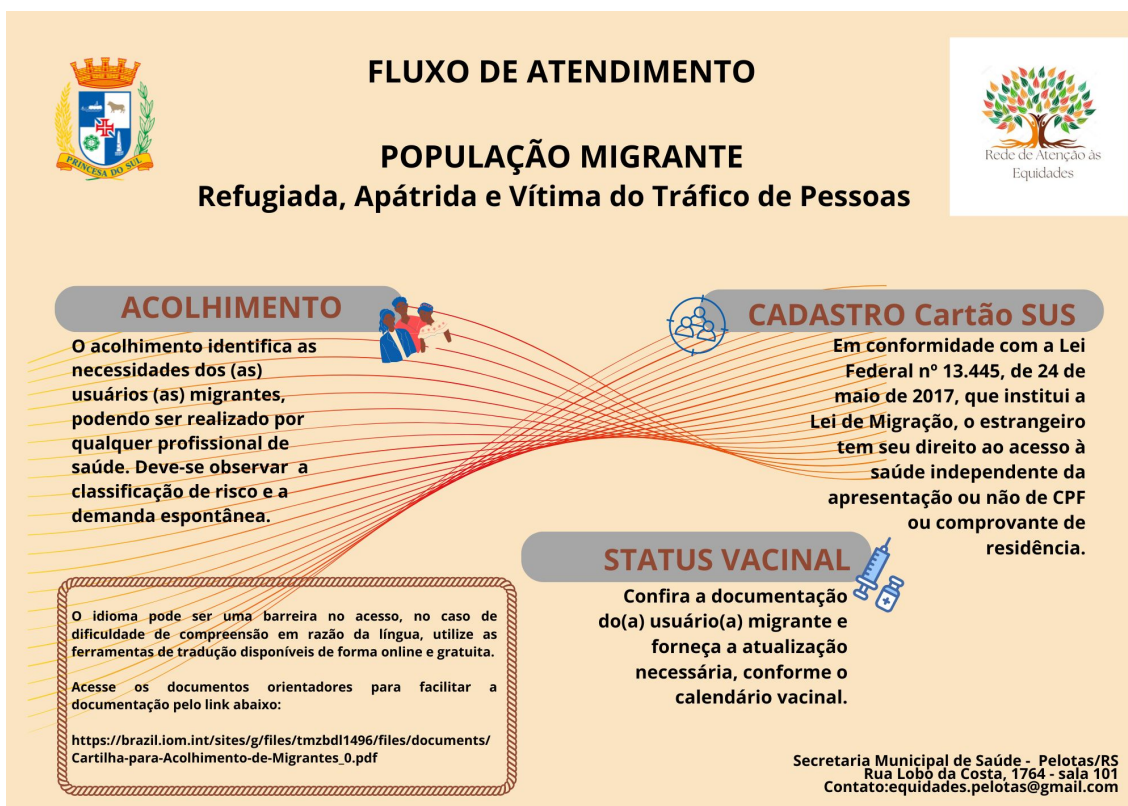 FLUXO DE ATENDIMENTO
POPULAÇÃO MIGRANTE
Refugiada, Apátrida e Vítima do Tráfico de Pessoas
PRINCESA DO SUL
Rede de Atenção às
Equidades
ACOLHIMENTO
O acolhimento identifica as
necessidades dos (as)
usuários (as) migrantes,
podendo ser realizado por
qualquer profissional de
saúde. Deve-se observar a
classificação de risco e a
demanda espontânea.
CADASTRO Cartão SUS
Em conformidade com a Lei
Federal nº 13.445, de 24 de
maio de 2017, que institui a
Lei de Migração, o estrangeiro
tem seu direito ao acesso à
saúde independente da
apresentação ou não de CPF
ou comprovante de
residência.
STATUS VACINAL
Confira a documentação
do(a) usuário(a) migrante e
forneça a atualização
necessária, conforme o
calendário vacinal.
O idioma pode ser uma barreira no acesso, no caso de
dificuldade de compreensão em razão da língua, utilize as
ferramentas de tradução disponíveis de forma online e gratuita.
Acesse os documentos orientadores para facilitar a
documentação pelo link abaixo:
https://brazil.iom.int/sites/g/files/tmzbdl1496/files/documents/
Cartilha-para-Acolhimento-de-Migrantes_0.pdf
Secretaria Municipal de Saúde - Pelotas/RS
Rua Lobo da Costa, 1764 - sala 101
Contato:equidades.pelotas@gmail.com